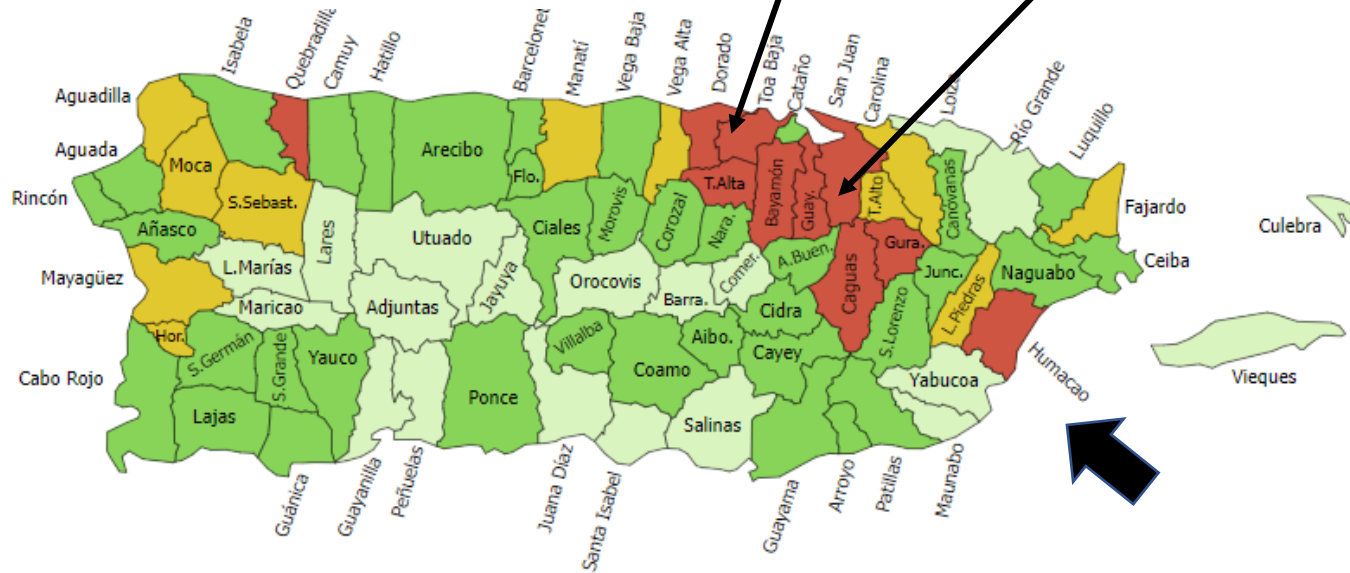 Isabela
Quebradilla
Camuy
Hatillo
Barcelonet
Manatí
Vega Baja
Vega Alta
Dorado
Toa Baja
Cataño
San Juan
Carolina
Loiza
Río Grande
Luquillo
Aguadilla
Aguada
Rincón
Moca
S.Sebast.
Añasco
Mayagüez
Lares
L.Marías
Maricao
Hor.
Cabo Rojo
S.Germán
S.Grande
Yauco
Lajas
Arecibo
Flo.
Utuado
Jayuya
Adjuntas
Ciales
Morovis
Corozal
Nara.
T.Alta
Bayamón
Guay.
T.Alto
Canovanas
Fajardo
Culebra
Ceiba
Naguabo
Junc.
Gura.
Caguas
A.Buen.
Comer.
Barra.
Orocovis
Villalba
Coamo
Aibo.
Cidra
Cayey
S.Lorenzo
L.Piedras
Humacao
Vieques
Yabucoa
Ponce
Salinas
Guánica
Guayanilla
Peñuelas
Juana Díaz
Santa Isabel
Guayama
Arroyo
Patillas
Maunabo